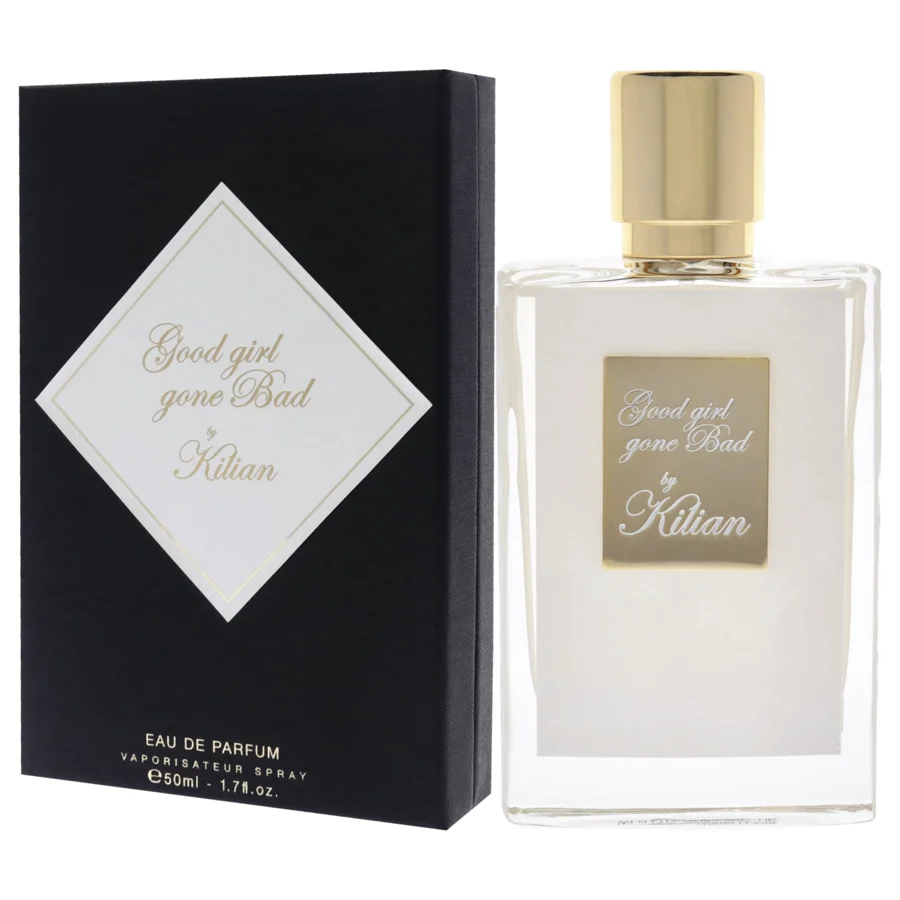 Good girl
gone Bad
by
Kilian
EAU DE PARFUM
VAPORISATEUR SPRAY
℮50ml - 1.7fl.oz.
Good girl
gone Bad
by
Kilian